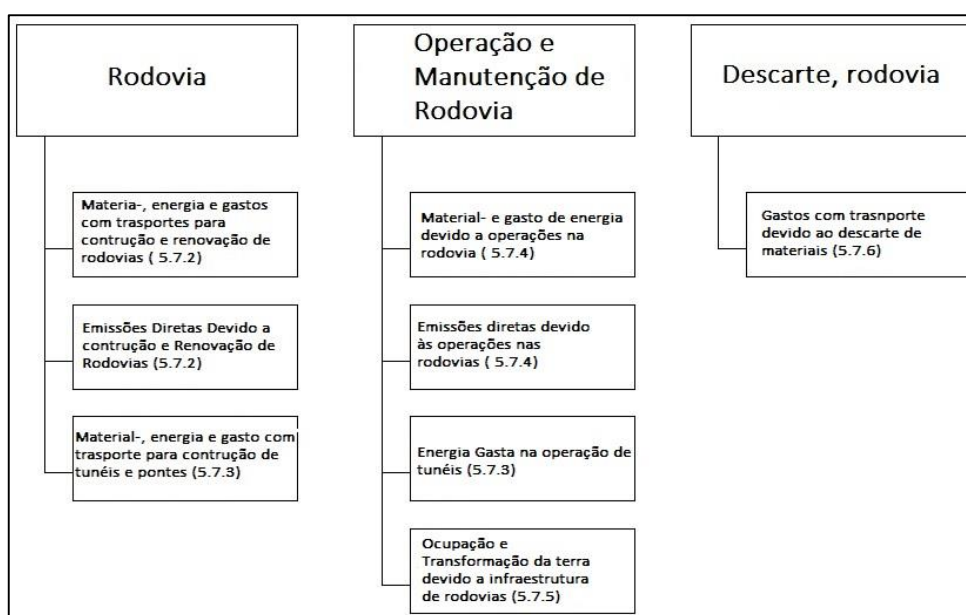 Rodovia
Materia-, energia e gastos
com trasportes para
contrução e renovação de
rodovias ( 5.7.2)
Emissões Diretas Devido a
contrução e Renovação de
Rodovias (5.7.2)
Material-, energia e gasto com
trasporte para contrução de
tunéis e pontes (5.7.3)
Operação e
Manutenção de
Rodovia
Material- e gasto de energia
devido a operações na
rodovia ( 5.7.4)
Emissões diretas devido
às operações nas
rodovias ( 5.7.4)
Energia Gasta na operação de
tunéis (5.7.3)
Ocupação e
Transformação da terra
devido a infraestrutura
de rodovias (5.7.5)
Descarte, rodovia
Gastos com trasnporte
devido ao descarte de
materiais (5.7.6)